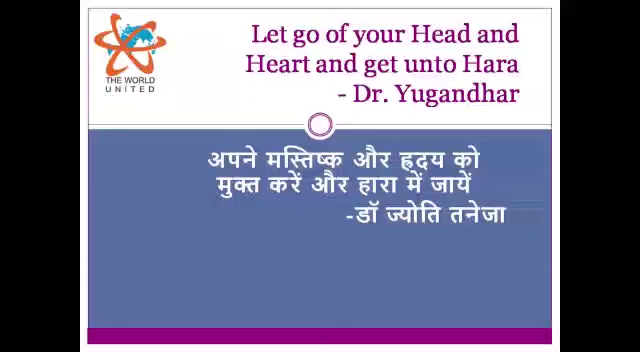 Let go of your Head and
Heart and get unto Hara
- Dr. Yugandhar
THE WORLD
UNITED
अपने मस्तिष्क और ह्रदय को
मुक्त करें और हारा में जायें
-डॉ ज्योति तनेजा